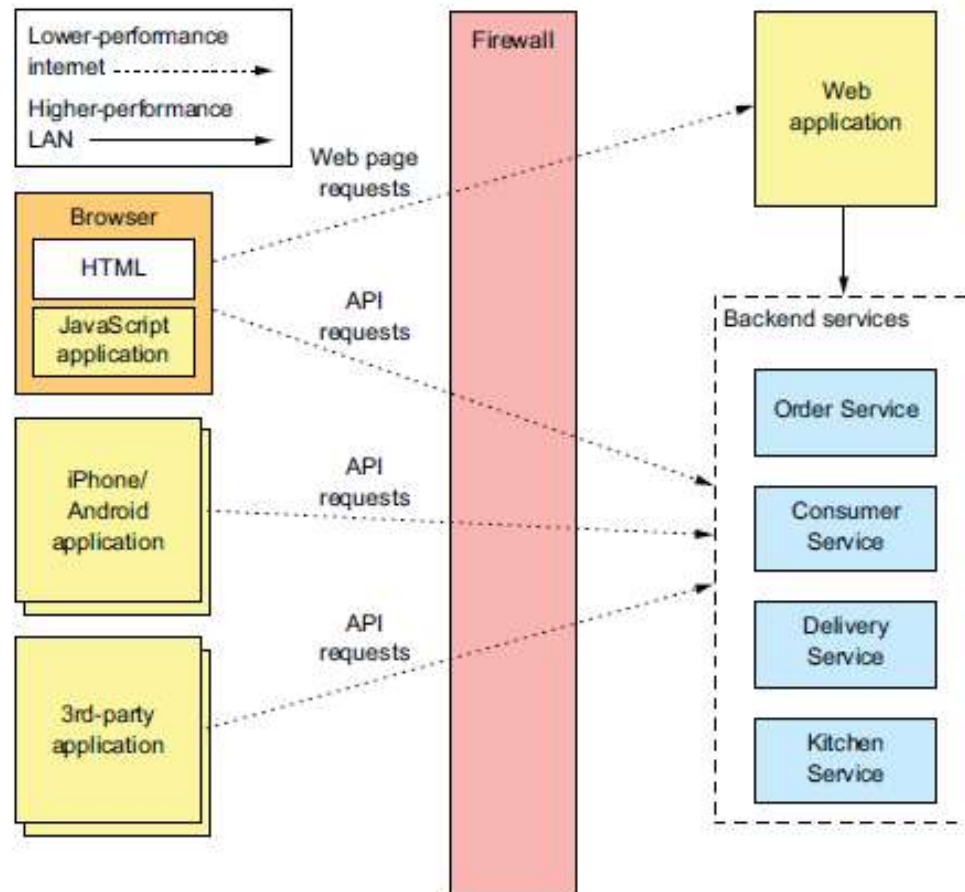 Lower-performance
internet
Higher-performance
LAN
Firewall
Web
application
Web page
requests
Browser
HTML
JavaScript
application
API
requests
Backend services
Order Service
iPhone/
Android
application
API
requests
Consumer
Service
API
requests
Delivery
Service
3rd-party
application
Kitchen
Service